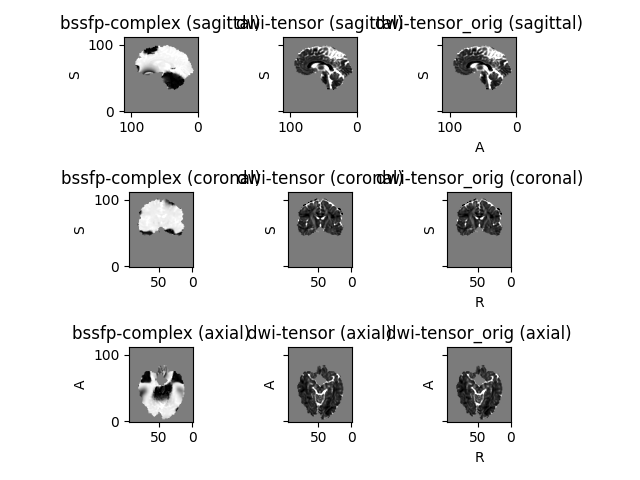 bssfp-complex (sagittal)
dwi-tensor (sagittal)
dwi-tensor_orig (sagittal)
S
100
0
100
0
S
100
0
S
100
0
A
bssfp-complex (coronal)
dwi-tensor (coronal)
dwi-tensor_orig (coronal)
S
100
0
50
0
S
50
0
S
50
0
R
bssfp-complex (axial)
dwi-tensor (axial)
dwi-tensor_orig (axial)
A
100
0
50
0
A
50
0
A
50
0
R